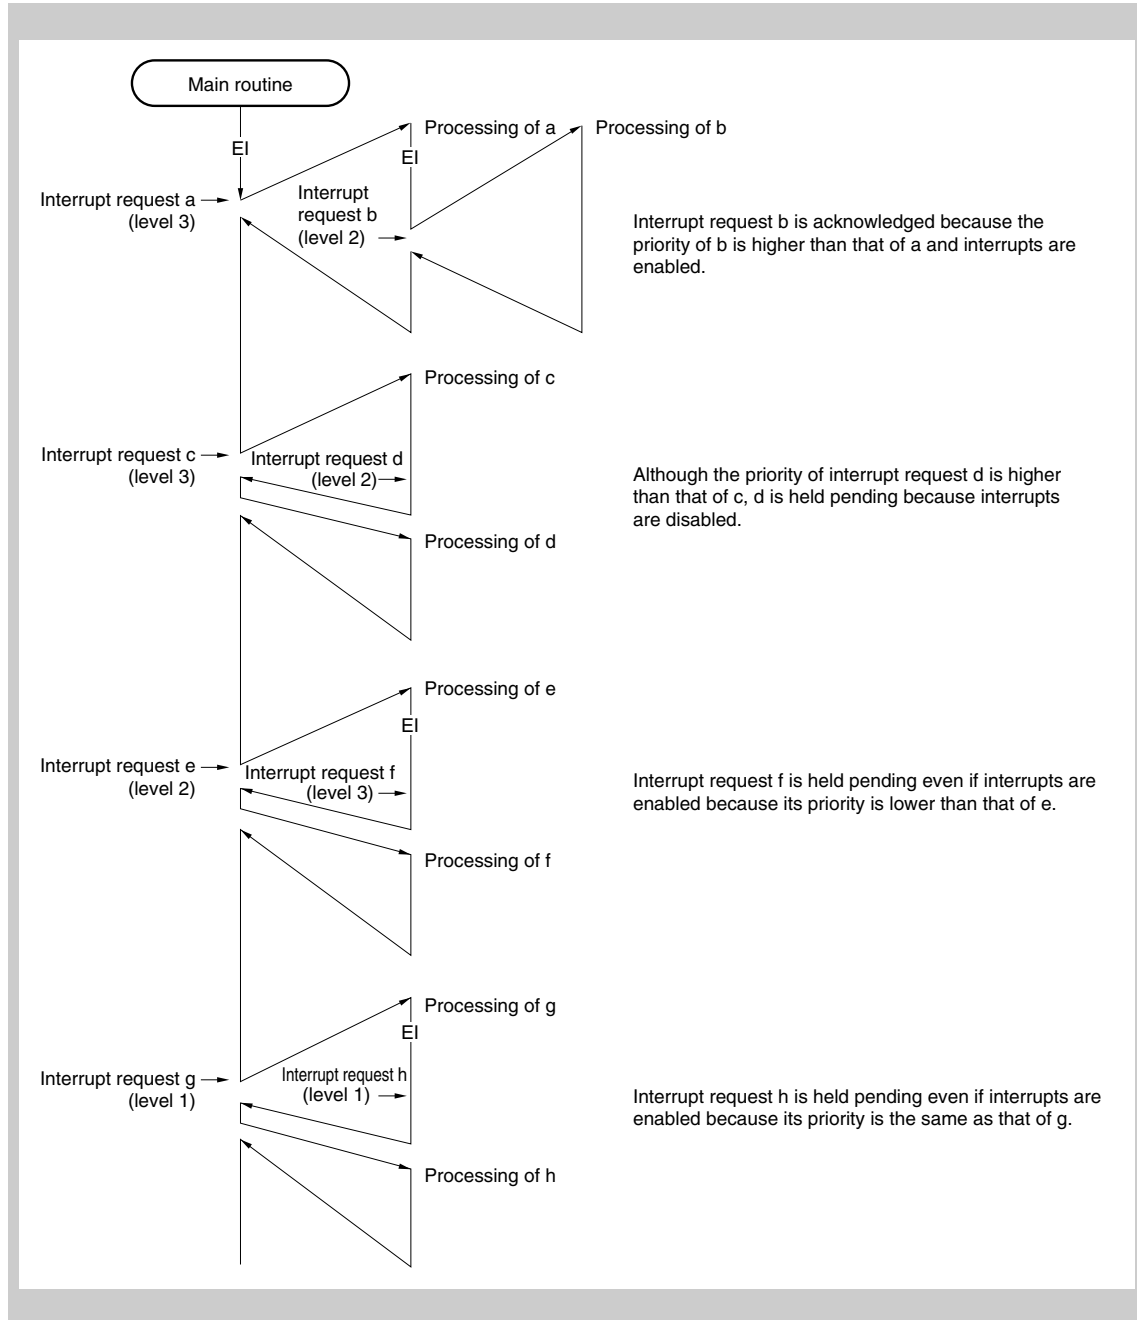 Main routine
EI
Processing of a
Processing of b
EI
Interrupt request a
(level 3)
Interrupt
request b
(level 2)
Interrupt request b is acknowledged because the
priority of b is higher than that of a and interrupts are
enabled.
Processing of c
Interrupt request c
(level 3)
Interrupt request d
(level 2)
Although the priority of interrupt request d is higher
than that of c, d is held pending because interrupts
are disabled.
Processing of d
Processing of e
EI
Interrupt request e
(level 2)
Interrupt request f
(level 3)
Interrupt request f is held pending even if interrupts are
enabled because its priority is lower than that of e.
Processing of f
Processing of g
EI
Interrupt request g
(level 1)
Interrupt request h
(level 1)
Interrupt request h is held pending even if interrupts are
enabled because its priority is the same as that of g.
Processing of h